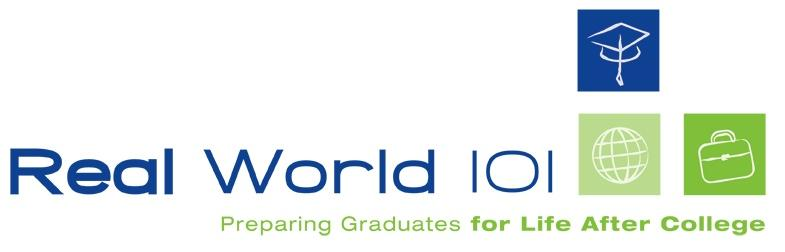 Real World 101
Preparing Graduates for Life After College